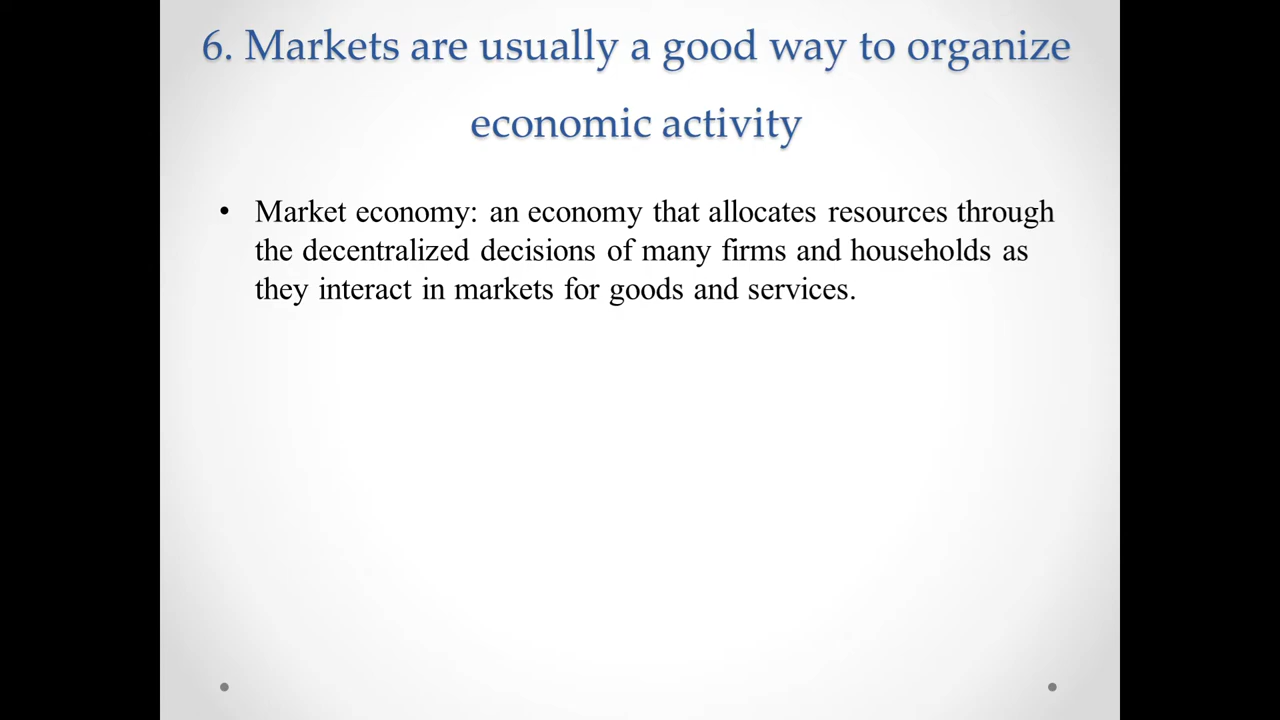 6. Markets are usually a good way to organize
economic activity
• Market economy: an economy that allocates resources through
the decentralized decisions of many firms and households as
they interact in markets for goods and services.